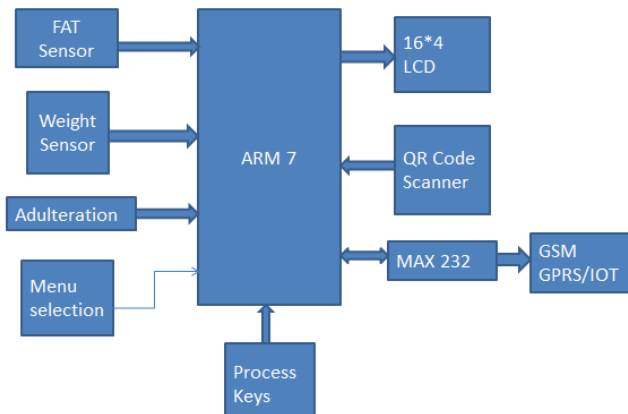 FAT
Sensor
16*4
LCD
Weight
Sensor
ARM 7
QR Code
Scanner
Adulteration
MAX 232
GSM
GPRS/IOT
Menu
selection
Process
Keys